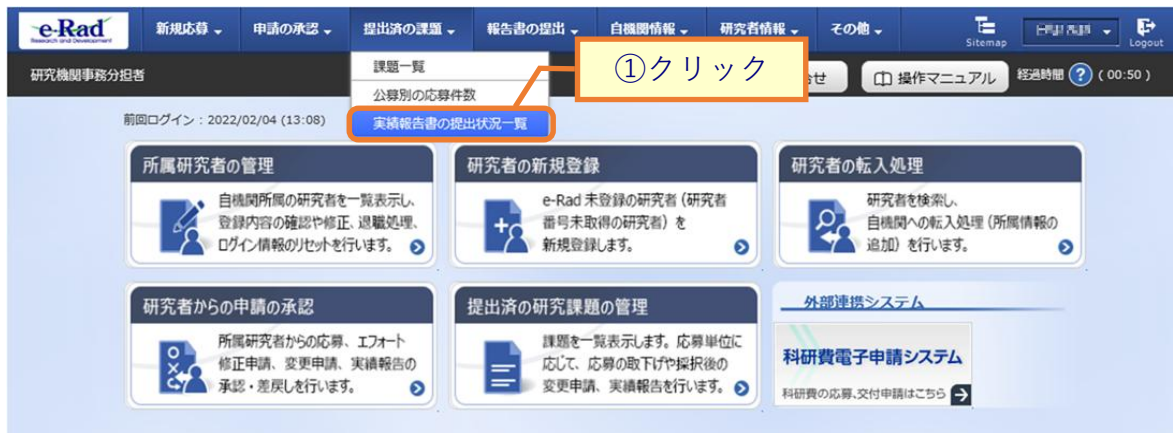 e-Rad
Research and Development
新規応募
申請の承認
提出済の課題
報告書の提出
自機関情報
研究者情報
その他
Sitemap
Logout
研究機関事務分担者
課題一覧
公募別の応募件数
実績報告書の提出状況一覧
①クリック
せ
操作マニュアル
経過時間 ? ( 00:50 )
前回ログイン : 2022/02/04 (13:08)
所属研究者の管理
自機関所属の研究者を一覧表示し、
登録内容の確認や修正、退職処理、
ログイン情報のリセットを行います。
研究者の新規登録
e-Rad 未登録の研究者 (研究者
番号未取得の研究者) を
新規登録します。
研究者の転入処理
研究者を検索し、
自機関への転入処理 (所属情報の
追加) を行います。
研究者からの申請の承認
所属研究者からの応募、エフォート
修正申請、変更申請、実績報告の
承認・差戻しを行います。
提出済の研究課題の管理
課題を一覧表示します。応募単位に
応じて、応募の取下げや採択後の
変更申請、実績報告を行います。
外部連携システム
科研費電子申請システム
科研費の応募、交付申請はこちら